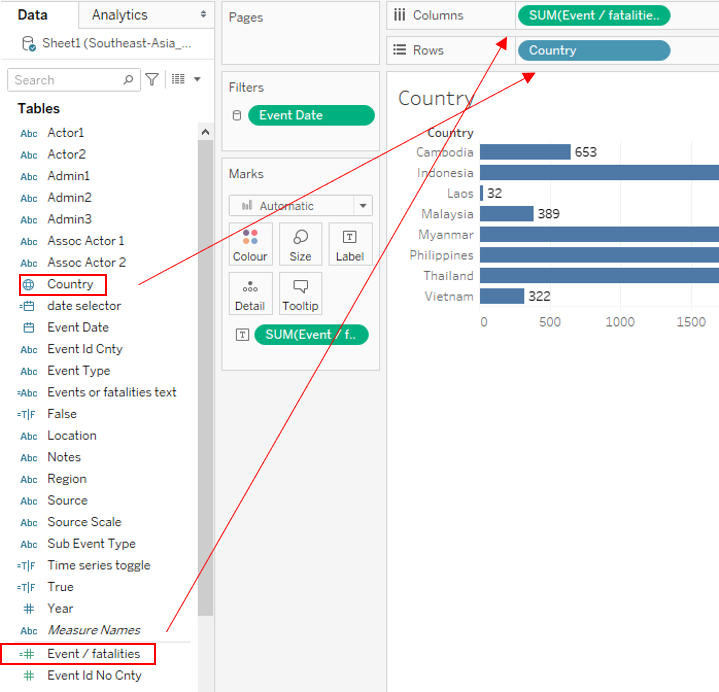 Data
Analytics
Sheet1 (Southeast-Asia_...
Search
Tables
Abc Actor1
Abc Actor2
Abc Admin1
Abc Admin2
Abc Admin3
Abc Assoc Actor 1
Abc Assoc Actor 2
Country
date selector
Event Date
Abc Event Id Cnty
Abc Event Type
=Abc Events or fatalities text
=T|F False
Abc Location
Abc Notes
Abc Region
Abc Source
Abc Source Scale
Abc Sub Event Type
=T|F Time series toggle
=T|F True
# Year
Abc Measure Names
=# Event / fatalities
# Event Id No Cnty
Pages
Filters
Event Date
Marks
Automatic
Colour
Size
T
Label
Detail
Tooltip
T SUM(Event / f..
Columns
SUM(Event / fatalitie..
Rows
Country
Country
Country
Cambodia 653
Indonesia
Laos 32
Malaysia 389
Myanmar
Philippines
Thailand
Vietnam 322
0 500 1000 1500